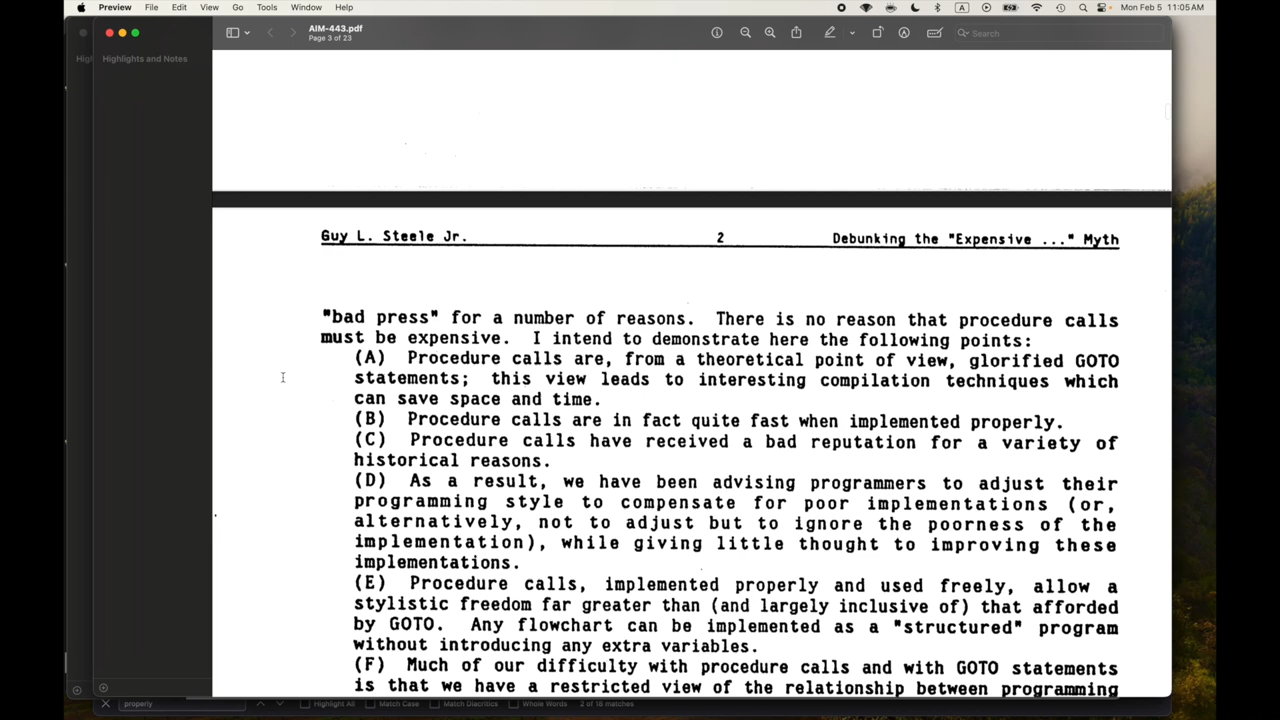 Preview File Edit View Go Tools Window Help
A
Mon Feb 5 11:05 AM
AIM-443.pdf
Page 3 of 23
Search
Highlights and Notes
Guy L. Steele Jr. 2 Debunking the "Expensive ..." Myth
"bad press" for a number of reasons. There is no reason that procedure calls
must be expensive. I intend to demonstrate here the following points:
(A) Procedure calls are, from a theoretical point of view, glorified GOTO
statements; this view leads to interesting compilation techniques which
can save space and time.
(B) Procedure calls are in fact quite fast when implemented properly.
(C) Procedure calls have received a bad reputation for a variety of
historical reasons.
(D) As a result, we have been advising programmers to adjust their
programming style to compensate for poor implementations (or,
alternatively, not to adjust but to ignore the poorness of the
implementation), while giving little thought to improving these
implementations.
(E) Procedure calls, implemented properly and used freely, allow a
stylistic freedom far greater than (and largely inclusive of) that afforded
by GOTO. Any flowchart can be implemented as a "structured" program
without introducing any extra variables.
(F) Much of our difficulty with procedure calls and with GOTO statements
is that we have a restricted view of the relationship between programming
properly Highlight All Match Case Match Diacritics Whole Words 2 of 18 matches